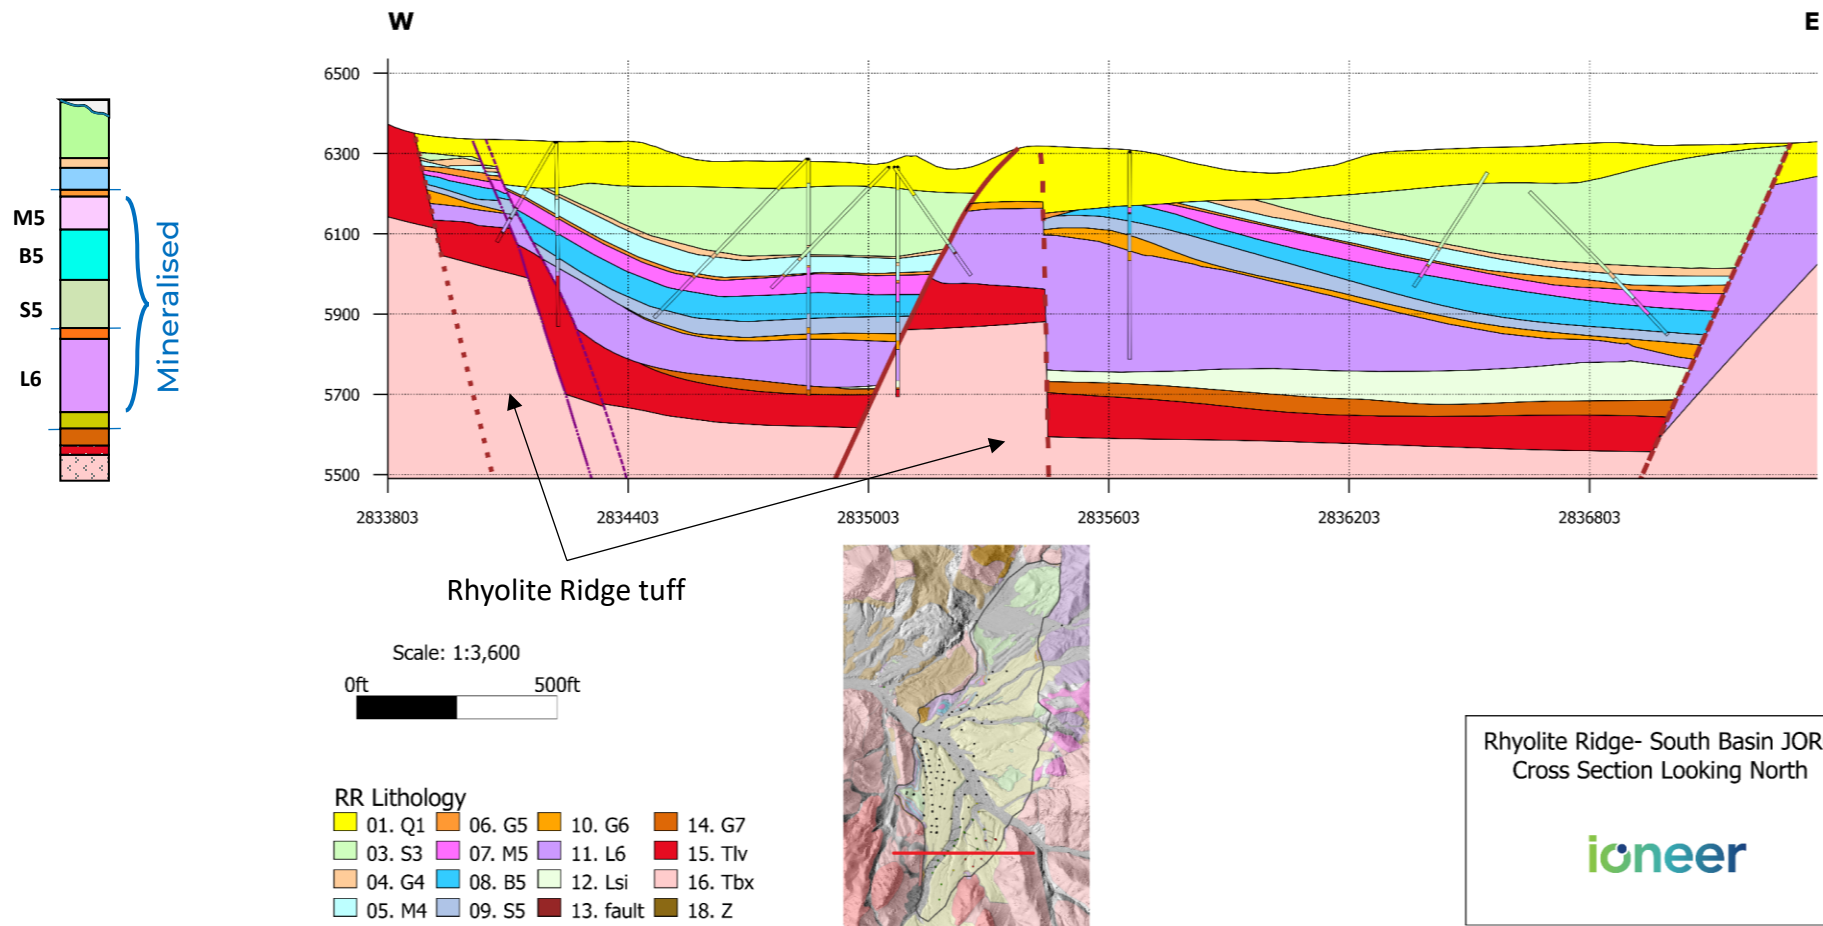 W
E
6500
6300
6100
5900
5700
5500
2833803
2834403
2835003
2835603
2836203
2836803
M5
B5
S5
L6
Mineralised
Rhyolite Ridge tuff
Scale: 1:3,600
0ft
500ft
RR Lithology
01. Q1
03. S3
04. G4
05. M4
06. G5
07. M5
08. B5
09. S5
10. G6
11. L6
12. Lsi
13. fault
14. G7
15. Tlv
16. Tbx
18. Z
Rhyolite Ridge- South Basin JOR
Cross Section Looking North
ioneer